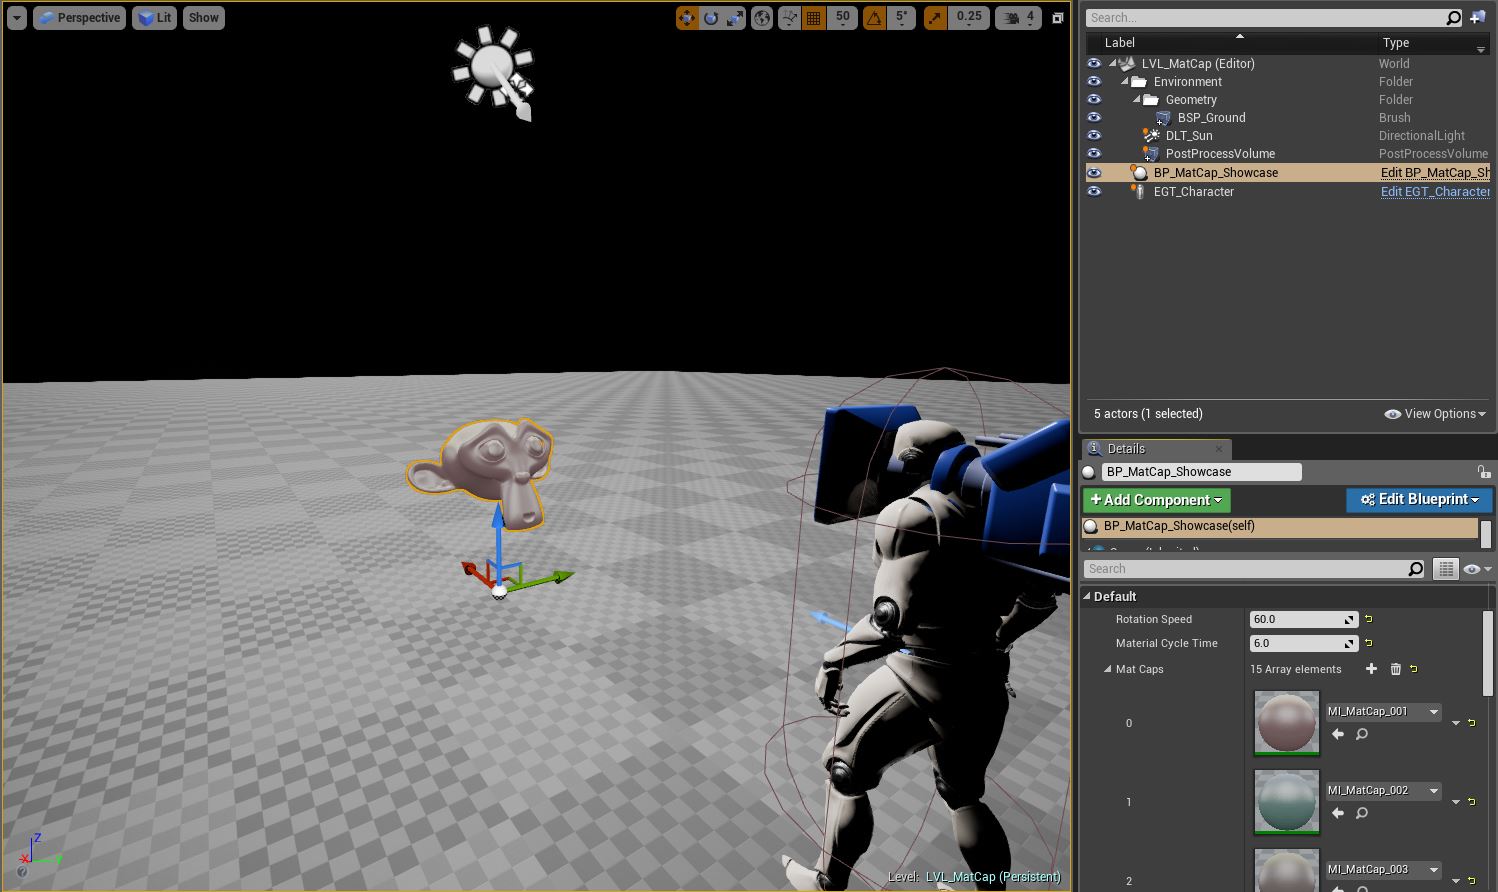 Perspective Lit Show 50 5° 0.25 4
Search...
Label Type
LVL_MatCap (Editor) World
Environment Folder
Geometry Folder
BSP_Ground Brush
DLT_Sun DirectionalLight
PostProcessVolume PostProcessVolume
BP_MatCap_Showcase Edit BP_MatCap_Sh
EGT_Character Edit EGT_Character
5 actors (1 selected) View Options
Details
BP_MatCap_Showcase
+Add Component Edit Blueprint
BP_MatCap_Showcase(self)
Search
Default
Rotation Speed 60.0
Material Cycle Time 6.0
Mat Caps 15 Array elements
0 MI_MatCap_001
1 MI_MatCap_002
2 MI_MatCap_003
Z
X Y
Level: LVL_MatCap (Persistent)